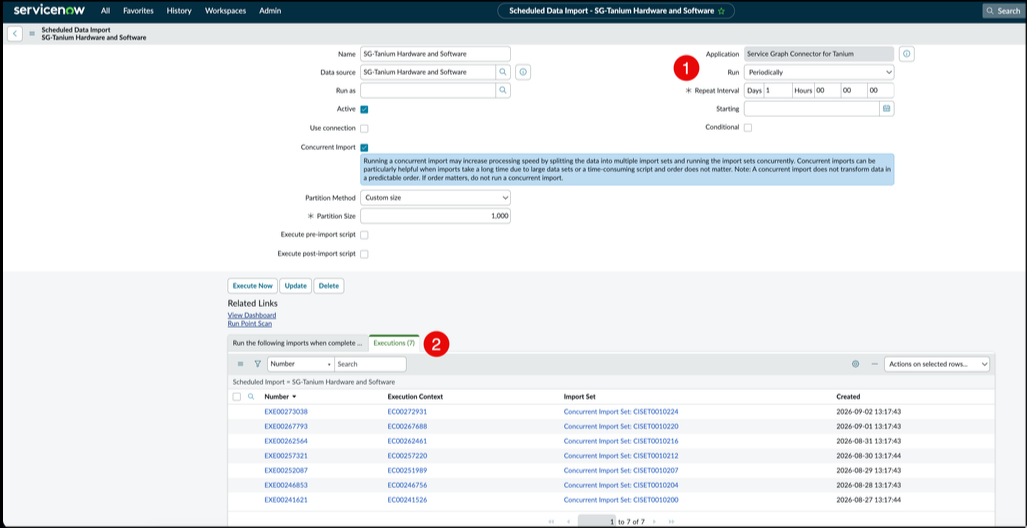 servicenow All Favorites History Workspaces Admin Scheduled Data Import - SG-Tanium Hardware and Software ☆ Search
Scheduled Data Import
SG-Tanium Hardware and Software
Name SG-Tanium Hardware and Software
Data source SG-Tanium Hardware and Software
Run as
Active
Use connection
Concurrent Import
Application Service Graph Connector for Tanium
1
Run Periodically
Repeat Interval Days 1 Hours 00 00 00
Starting
Conditional
Running a concurrent import may increase processing speed by splitting the data into multiple import sets and running the import sets concurrently. Concurrent imports can be
particularly helpful when imports take a long time due to large data sets or a time-consuming script and order does not matter. Note: A concurrent import does not transform data in
a predictable order. If order matters, do not run a concurrent import.
Partition Method Custom size
Partition Size 1,000
Execute pre-import script
Execute post-import script
Execute Now Update Delete
Related Links
View Dashboard
Run Point Scan
Run the following imports when complete ... Executions (7) 2
Number Search Actions on selected rows...
Scheduled Import = SG-Tanium Hardware and Software
Number Execution Context Import Set Created
EXE00273038 EC00272931 Concurrent Import Set: CISET0010224 2026-09-02 13:17:43
EXE00267793 EC00267688 Concurrent Import Set: CISET0010220 2026-09-01 13:17:43
EXE00262564 EC00262461 Concurrent Import Set: CISET0010216 2026-08-31 13:17:43
EXE00257321 EC00257220 Concurrent Import Set: CISET0010212 2026-08-30 13:17:44
EXE00252087 EC00251989 Concurrent Import Set: CISET0010207 2026-08-29 13:17:43
EXE00246853 EC00246756 Concurrent Import Set: CISET0010204 2026-08-28 13:17:43
EXE00241621 EC00241526 Concurrent Import Set: CISET0010200 2026-08-27 13:17:44
1 to 7 of 7